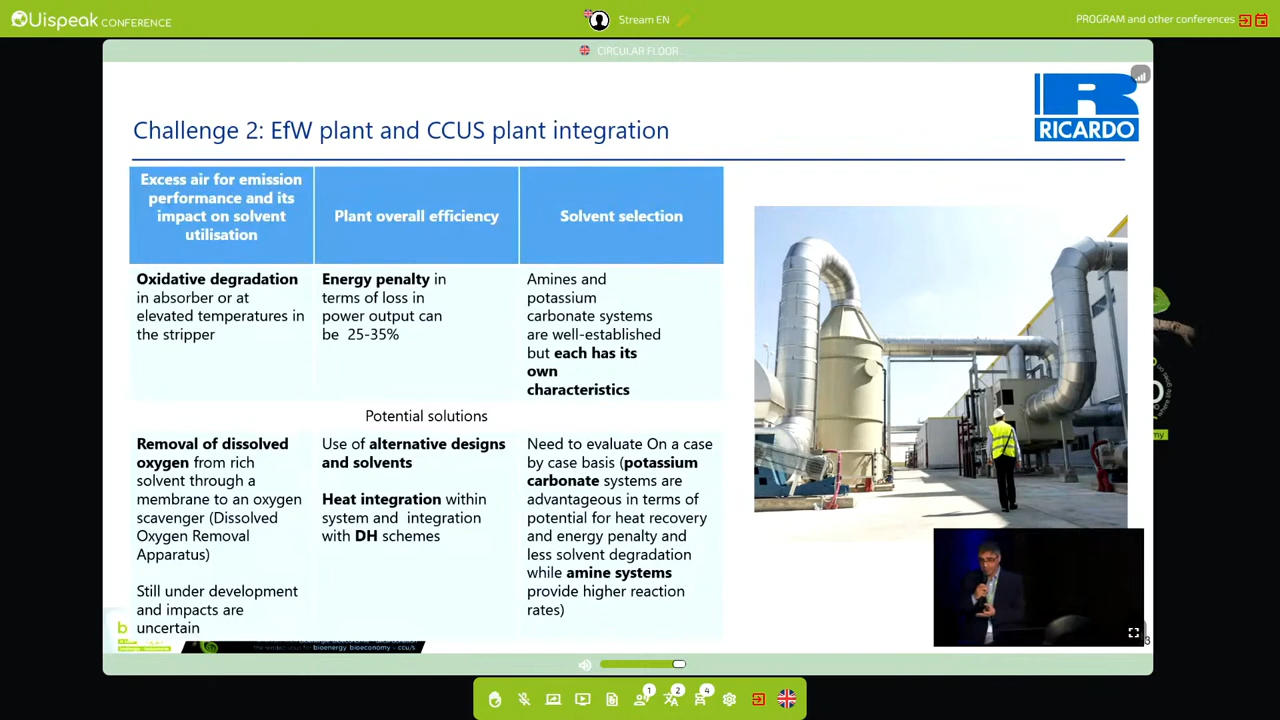 Uispeak CONFERENCE
Stream EN
PROGRAM and other conferences
CIRCULAR FLOOR
RICARDO
Challenge 2: EfW plant and CCUS plant integration
Excess air for emission
performance and its
impact on solvent
utilisation
Plant overall efficiency
Solvent selection
Oxidative degradation
in absorber or at
elevated temperatures in
the stripper
Energy penalty in
terms of loss in
power output can
be 25-35%
Amines and
potassium
carbonate systems
are well-established
but each has its
own
characteristics
Potential solutions
Removal of dissolved
oxygen from rich
solvent through a
membrane to an oxygen
scavenger (Dissolved
Oxygen Removal
Apparatus)
Still under development
and impacts are
uncertain
Use of alternative designs
and solvents
Heat integration within
system and integration
with DH schemes
Need to evaluate On a case
by case basis (potassium
carbonate systems are
advantageous in terms of
potential for heat recovery
and energy penalty and
less solvent degradation
while amine systems
provide higher reaction
rates)
b
bioenergy bioeconomy - ccu/s
3
1
2
4